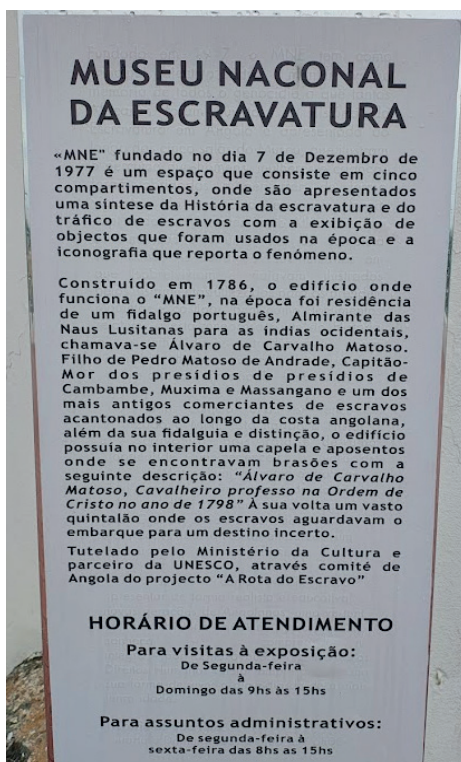 MUSEU NACONAL
DA ESCRAVATURA
«MNE" fundado no dia 7 de Dezembro de
1977 é um espaço que consiste em cinco
compartimentos, onde são apresentados
uma síntese da História da escravatura e do
tráfico de escravos com a exibição de
objectos que foram usados na época e a
iconografia que reporta o fenómeno.
Construído em 1786, o edifício onde
funciona o “MNE”, na época foi residência
de um fidalgo português, Almirante das
Naus Lusitanas para as indias ocidentais,
chamava-se Álvaro de Carvalho Matoso.
Filho de Pedro Matoso de Andrade, Capitão-
Mor dos presídios de presídios de
Cambambe, Muxima e Massangano e um dos
mais antigos comerciantes de escravos
acantonados ao longo da costa angolana,
além da sua fidalguia e distinção, o edifício
possuía no interior uma capela e aposentos
onde se encontravam brasões com a
seguinte descrição: “Álvaro de Carvalho
Matoso, Cavalheiro professo na Ordem de
Cristo no ano de 1798” À sua volta um vasto
quintalão onde os escravos aguardavam o
embarque para um destino incerto.
Tutelado pelo Ministério da Cultura e
parceiro da UNESCO, através comité de
Angola do projecto “A Rota do Escravo”
HORÁRIO DE ATENDIMENTO
Para visitas à exposição:
De Segunda-feira
à
Domingo das 9hs às 15hs
Para assuntos administrativos:
De segunda-feira à
sexta-feira das 8hs as 15hs